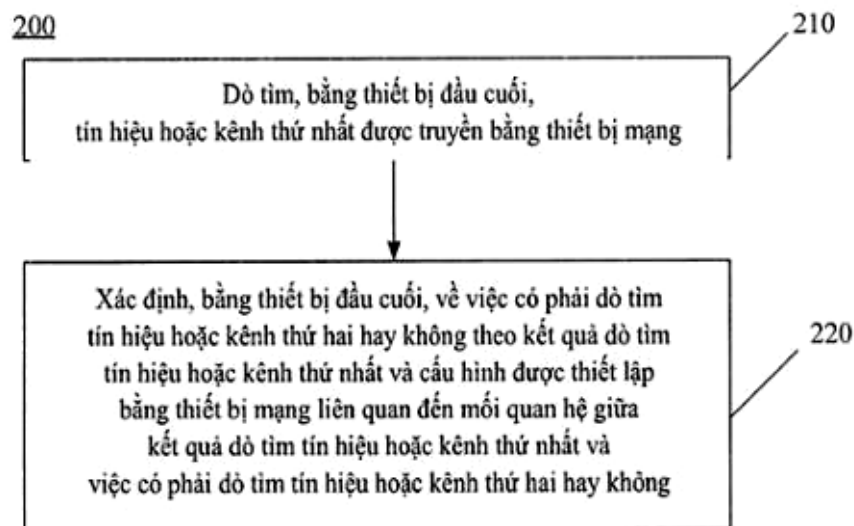 200
210
Dò tìm, bằng thiết bị đầu cuối,
tín hiệu hoặc kênh thứ nhất được truyền bằng thiết bị mạng
Xác định, bằng thiết bị đầu cuối, về việc có phải dò tìm
tín hiệu hoặc kênh thứ hai hay không theo kết quả dò tìm
tín hiệu hoặc kênh thứ nhất và cấu hình được thiết lập
bằng thiết bị mạng liên quan đến mối quan hệ giữa
kết quả dò tìm tín hiệu hoặc kênh thứ nhất và
việc có phải dò tìm tín hiệu hoặc kênh thứ hai hay không
220